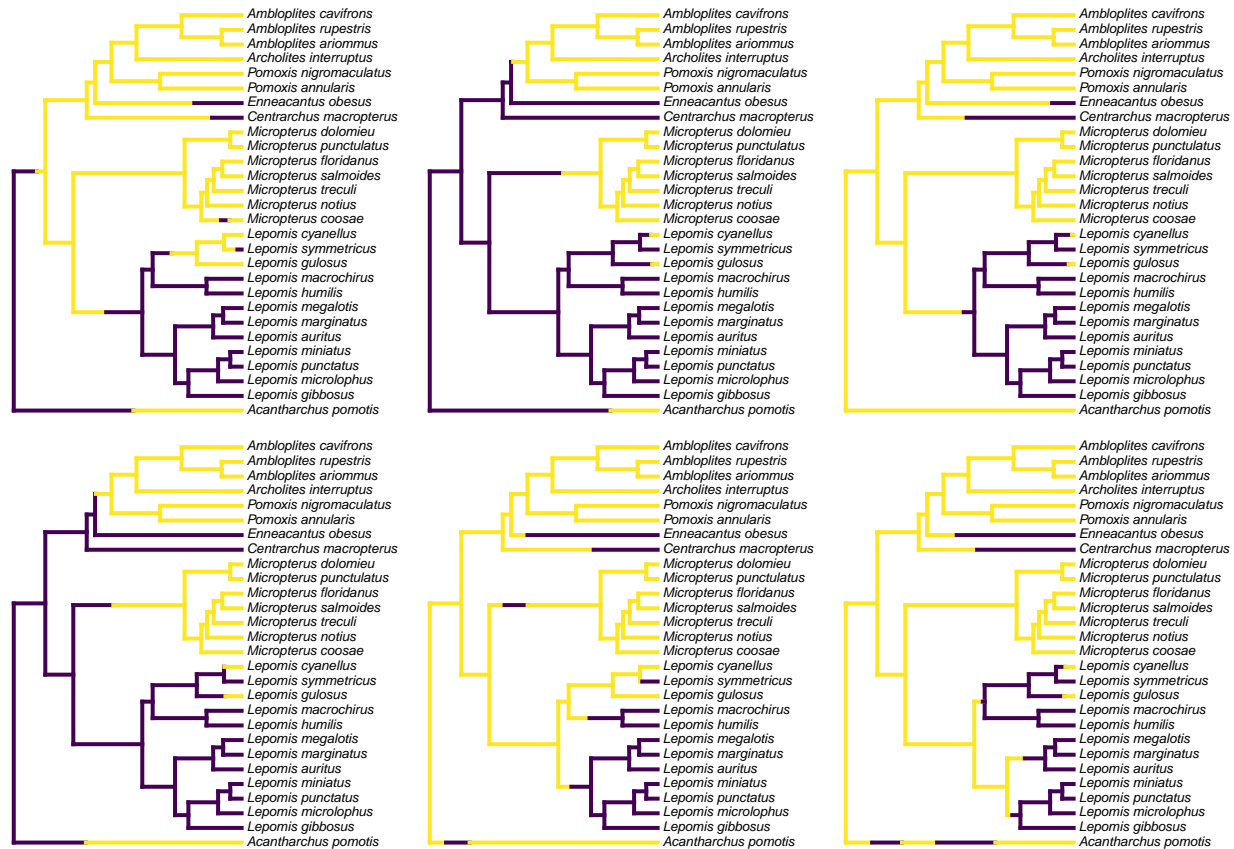 Ambloplites cavifrons
Ambloplites rupestris
Ambloplites ariommus
Archolites interruptus
Pomoxis nigromaculatus
Pomoxis annularis
Enneacantus obesus
Centrarchus macropterus
Micropterus dolomieu
Micropterus punctulatus
Micropterus floridanus
Micropterus salmoides
Micropterus treculi
Micropterus notius
Micropterus coosae
Lepomis cyanellus
Lepomis symmetricus
Lepomis gulosus
Lepomis macrochirus
Lepomis humilis
Lepomis megalotis
Lepomis marginatus
Lepomis auritus
Lepomis miniatus
Lepomis punctatus
Lepomis microlophus
Lepomis gibbosus
Acantharchus pomotis
Ambloplites cavifrons
Ambloplites rupestris
Ambloplites ariommus
Archolites interruptus
Pomoxis nigromaculatus
Pomoxis annularis
Enneacantus obesus
Centrarchus macropterus
Micropterus dolomieu
Micropterus punctulatus
Micropterus floridanus
Micropterus salmoides
Micropterus treculi
Micropterus notius
Micropterus coosae
Lepomis cyanellus
Lepomis symmetricus
Lepomis gulosus
Lepomis macrochirus
Lepomis humilis
Lepomis megalotis
Lepomis marginatus
Lepomis auritus
Lepomis miniatus
Lepomis punctatus
Lepomis microlophus
Lepomis gibbosus
Acantharchus pomotis
Ambloplites cavifrons
Ambloplites rupestris
Ambloplites ariommus
Archolites interruptus
Pomoxis nigromaculatus
Pomoxis annularis
Enneacantus obesus
Centrarchus macropterus
Micropterus dolomieu
Micropterus punctulatus
Micropterus floridanus
Micropterus salmoides
Micropterus treculi
Micropterus notius
Micropterus coosae
Lepomis cyanellus
Lepomis symmetricus
Lepomis gulosus
Lepomis macrochirus
Lepomis humilis
Lepomis megalotis
Lepomis marginatus
Lepomis auritus
Lepomis miniatus
Lepomis punctatus
Lepomis microlophus
Lepomis gibbosus
Acantharchus pomotis
Ambloplites cavifrons
Ambloplites rupestris
Ambloplites ariommus
Archolites interruptus
Pomoxis nigromaculatus
Pomoxis annularis
Enneacantus obesus
Centrarchus macropterus
Micropterus dolomieu
Micropterus punctulatus
Micropterus floridanus
Micropterus salmoides
Micropterus treculi
Micropterus notius
Micropterus coosae
Lepomis cyanellus
Lepomis symmetricus
Lepomis gulosus
Lepomis macrochirus
Lepomis humilis
Lepomis megalotis
Lepomis marginatus
Lepomis auritus
Lepomis miniatus
Lepomis punctatus
Lepomis microlophus
Lepomis gibbosus
Acantharchus pomotis
Ambloplites cavifrons
Ambloplites rupestris
Ambloplites ariommus
Archolites interruptus
Pomoxis nigromaculatus
Pomoxis annularis
Enneacantus obesus
Centrarchus macropterus
Micropterus dolomieu
Micropterus punctulatus
Micropterus floridanus
Micropterus salmoides
Micropterus treculi
Micropterus notius
Micropterus coosae
Lepomis cyanellus
Lepomis symmetricus
Lepomis gulosus
Lepomis macrochirus
Lepomis humilis
Lepomis megalotis
Lepomis marginatus
Lepomis auritus
Lepomis miniatus
Lepomis punctatus
Lepomis microlophus
Lepomis gibbosus
Acantharchus pomotis
Ambloplites cavifrons
Ambloplites rupestris
Ambloplites ariommus
Archolites interruptus
Pomoxis nigromaculatus
Pomoxis annularis
Enneacantus obesus
Centrarchus macropterus
Micropterus dolomieu
Micropterus punctulatus
Micropterus floridanus
Micropterus salmoides
Micropterus treculi
Micropterus notius
Micropterus coosae
Lepomis cyanellus
Lepomis symmetricus
Lepomis gulosus
Lepomis macrochirus
Lepomis humilis
Lepomis megalotis
Lepomis marginatus
Lepomis auritus
Lepomis miniatus
Lepomis punctatus
Lepomis microlophus
Lepomis gibbosus
Acantharchus pomotis